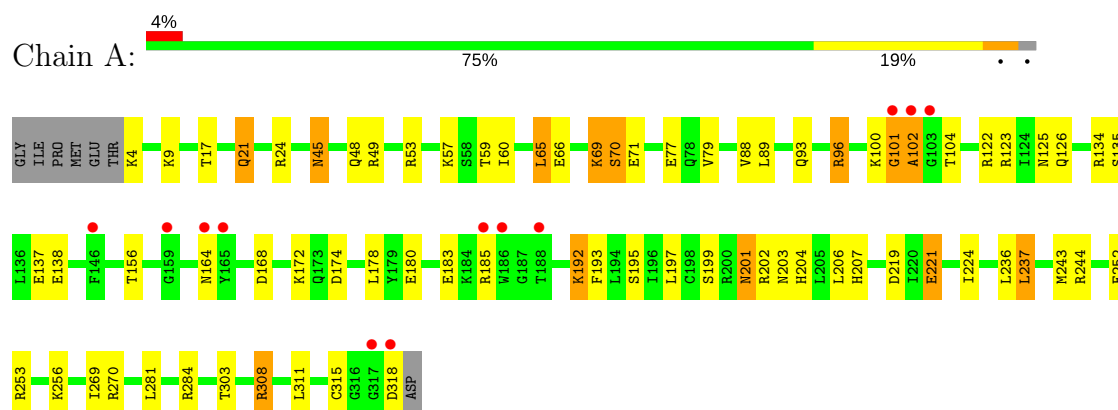 4%
Chain A:
75% 19% • •
GLY ILE PRO MET GLU THR K4 K9 T17 Q21 R24 N45 Q48 R49 R53 K57 S58 T59 I60 L65 E66 K69 S70 E71 E77 Q78 V79 V88 L89 Q93 R96 K100 G101 A102 G103 T104 R122 R123 I124 N125 Q126 R134 S135
L136 E137 E138 F146 T156 G159 N164 Y165 D168 K172 Q173 D174 L178 Y179 E180 E183 K184 R185 W186 G187 T188 K192 F193 L194 S195 I196 L197 C198 S199 R200 N201 R202 N203 H204 L205 L206 H207 D219 I220 E221 I224 L236 L237 M243 R244 E252
R253 K256 I269 R270 L281 R284 T303 R308 L311 C315 G316 G317 D318 ASP